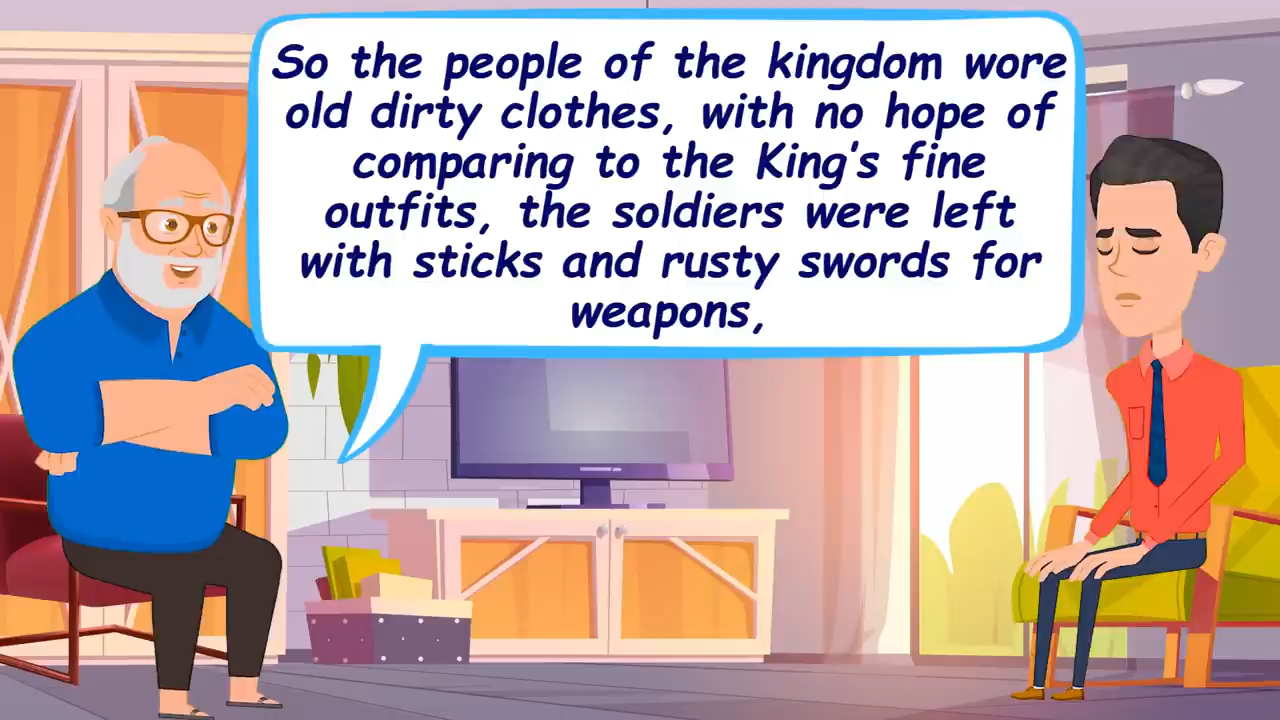 So the people of the kingdom wore
old dirty clothes, with no hope of
comparing to the King's fine
outfits, the soldiers were left
with sticks and rusty swords for
weapons,